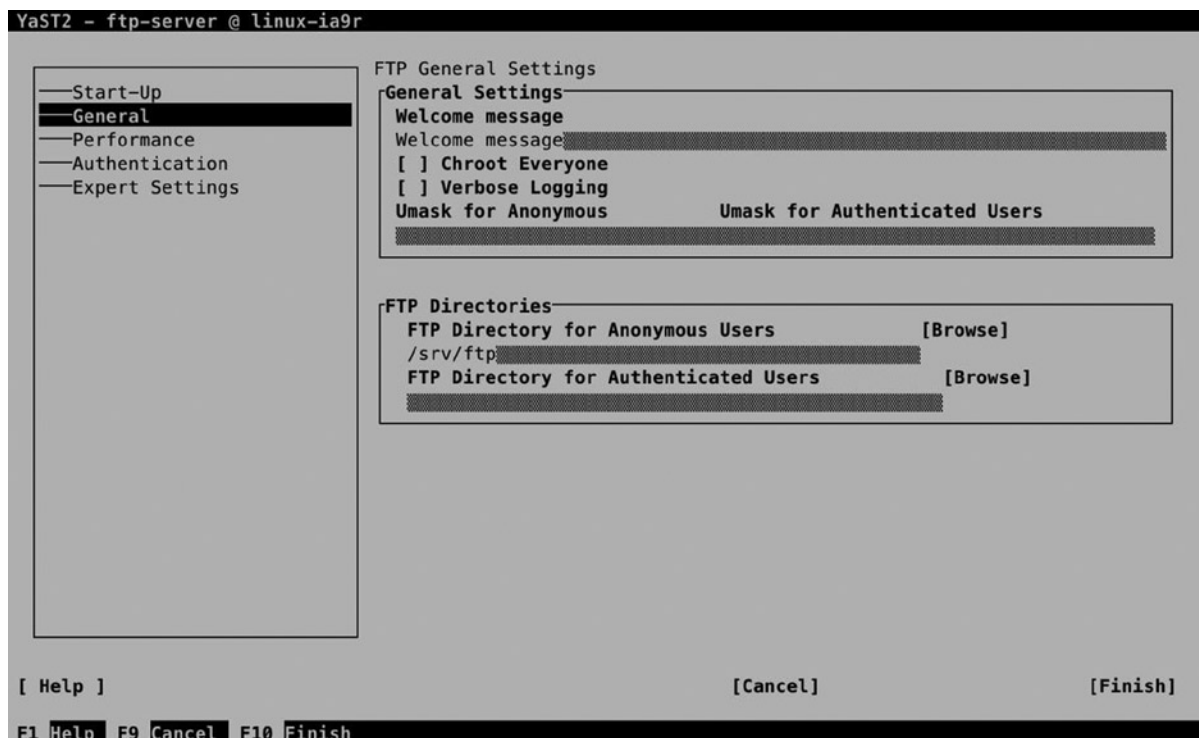 YaST2 - ftp-server @ linux-ia9r
Start-Up
General
Performance
Authentication
Expert Settings
FTP General Settings
General Settings
Welcome message
Welcome message
[ ] Chroot Everyone
[ ] Verbose Logging
Umask for Anonymous Umask for Authenticated Users
FTP Directories
FTP Directory for Anonymous Users [Browse]
/srv/ftp
FTP Directory for Authenticated Users [Browse]
[ Help ] [Cancel] [Finish]
F1 Help F9 Cancel F10 Finish